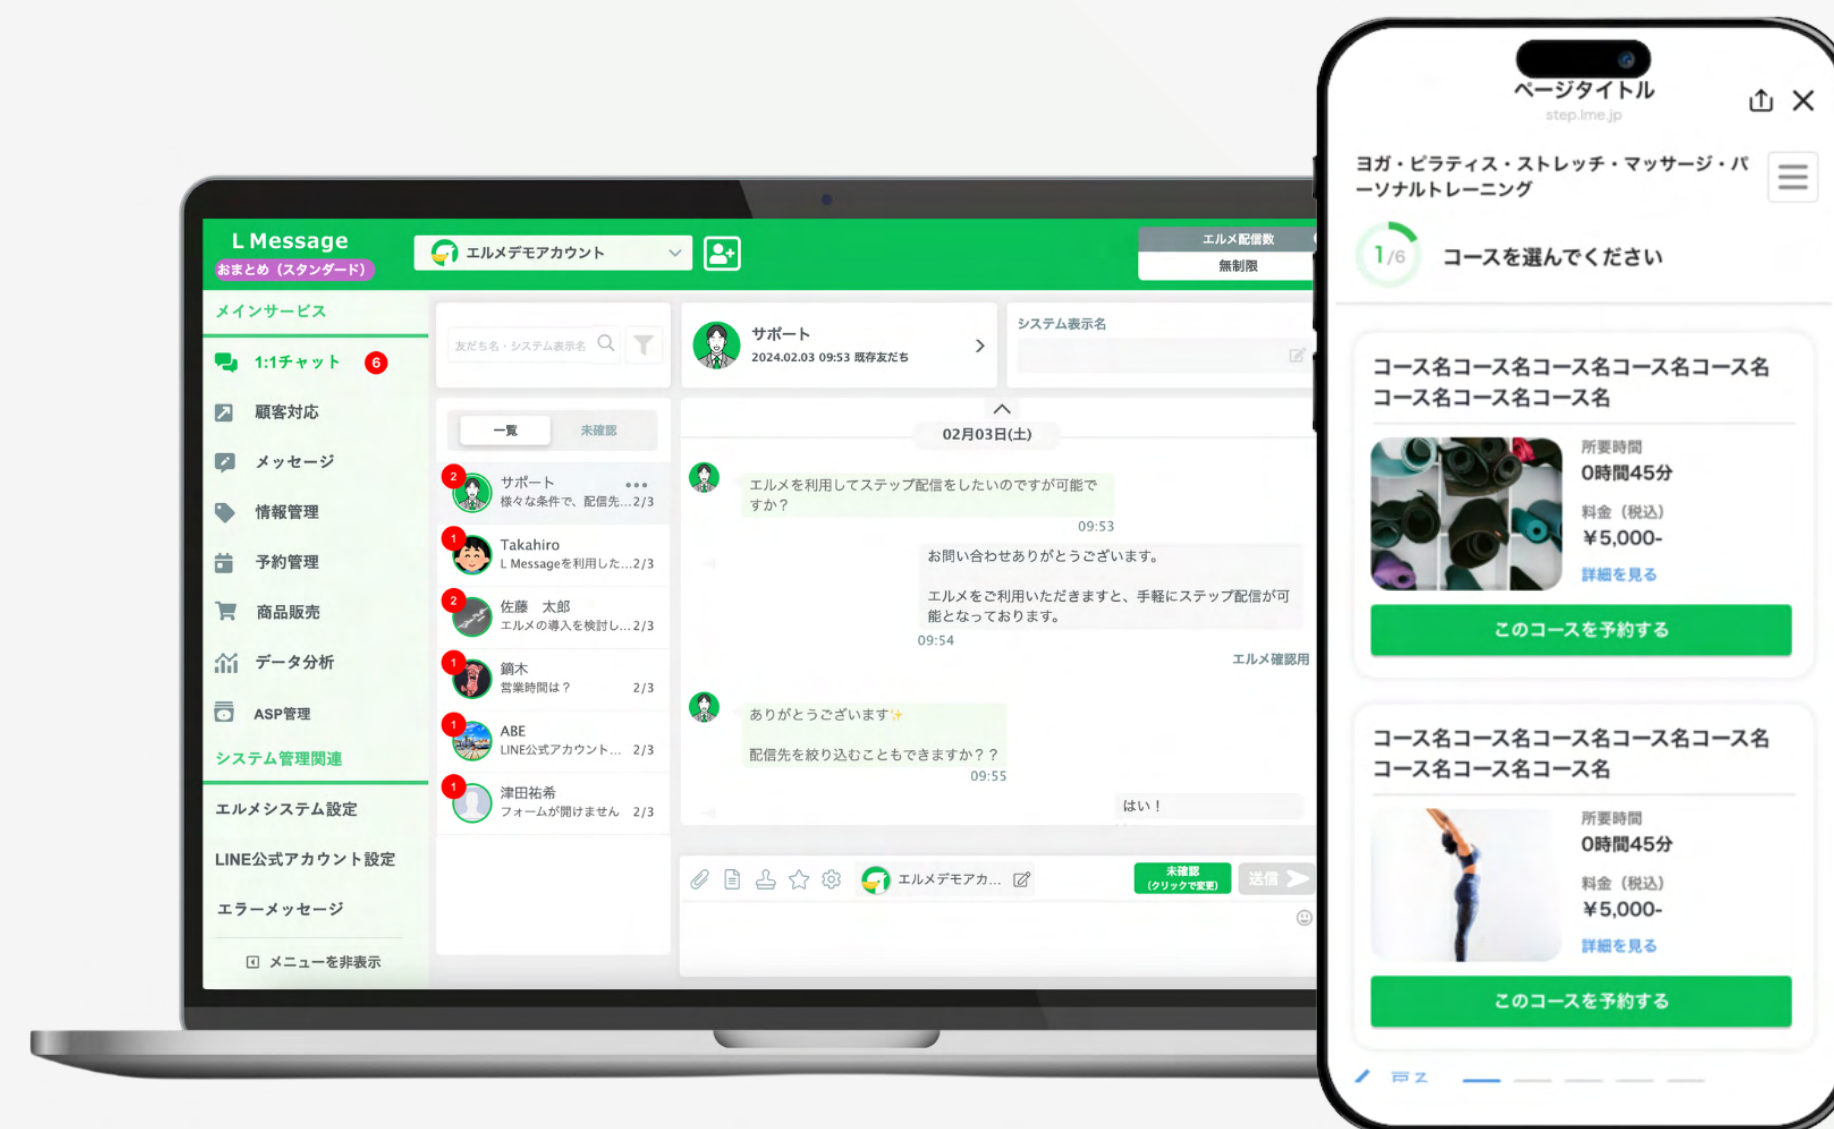 L Message
おまとめ（スタンダード）
エルメデモアカウント
エルメ配信数
無制限
メインサービス
1:1チャット
6
顧客対応
メッセージ
情報管理
予約管理
商品販売
データ分析
ASP管理
システム管理関連
エルメシステム設定
LINE公式アカウント設定
エラーメッセージ
メニューを非表示
友だち名・システム表示名
一覧
未確認
2
サポート
様々な条件で、配信先...2/3
1
Takahiro
L Messageを利用した...2/3
2
佐藤　太郎
エルメの導入を検討し...2/3
1
鏑木
営業時間は？ 2/3
1
ABE
LINE公式アカウント... 2/3
1
津田祐希
フォームが開けません 2/3
サポート
2024.02.03 09:53 既存友だち
システム表示名
02月03日(土)
エルメを利用してステップ配信をしたいのですが可能で
すか？
09:53
お問い合わせありがとうございます。
エルメをご利用いただきますと、手軽にステップ配信が可
能となっております。
09:54
エルメ確認用
ありがとうございます✨
配信先を絞り込むこともできますか？？
09:55
はい！
エルメデモアカ...
未確認
(クリックで変更)
送信
ページタイトル
step.lme.jp
ヨガ・ピラティス・ストレッチ・マッサージ・パ
ーソナルトレーニング
1/6
コースを選んでください
コース名コース名コース名コース名コース名
コース名コース名コース名
所要時間
0時間45分
料金（税込）
￥5,000-
詳細を見る
このコースを予約する
コース名コース名コース名コース名コース名
コース名コース名コース名
所要時間
0時間45分
料金（税込）
￥5,000-
詳細を見る
このコースを予約する